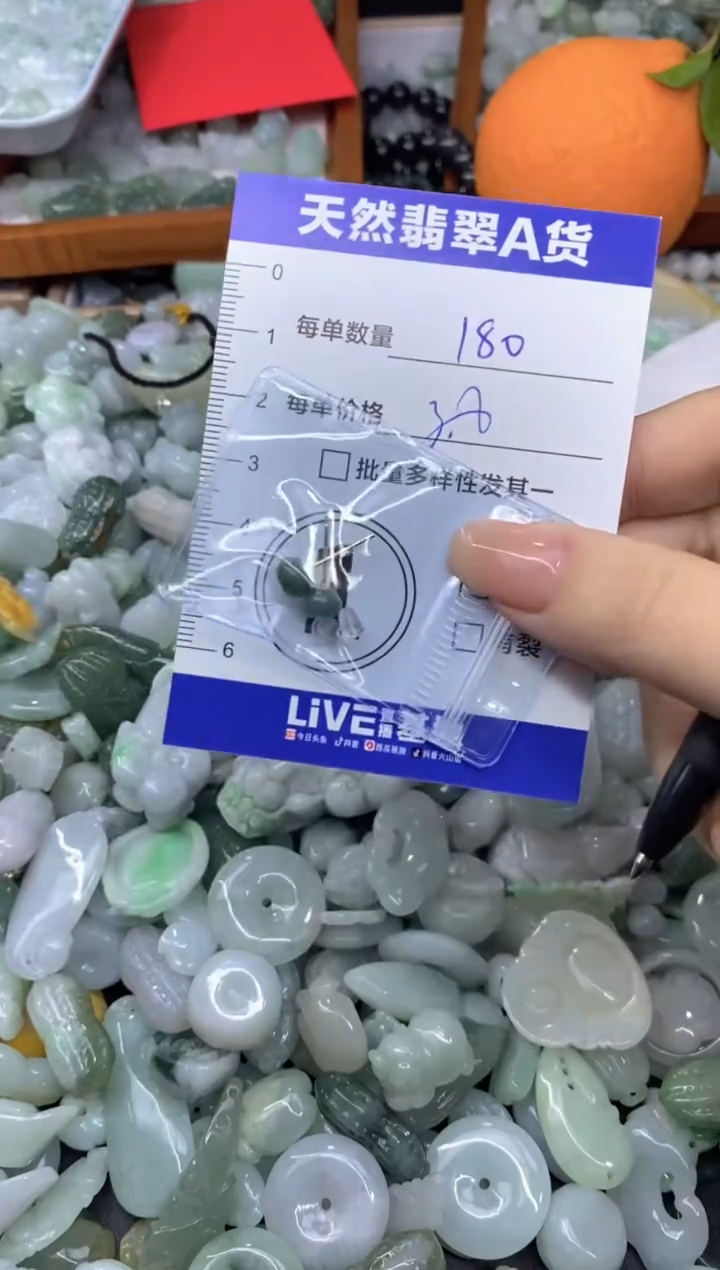 天然翡翠A货
0
1
每单数量 180
2
每单价格
3
批量多样性发其一
4
5
6
LiVE
今日头条 抖音 西瓜视频 抖音火山版